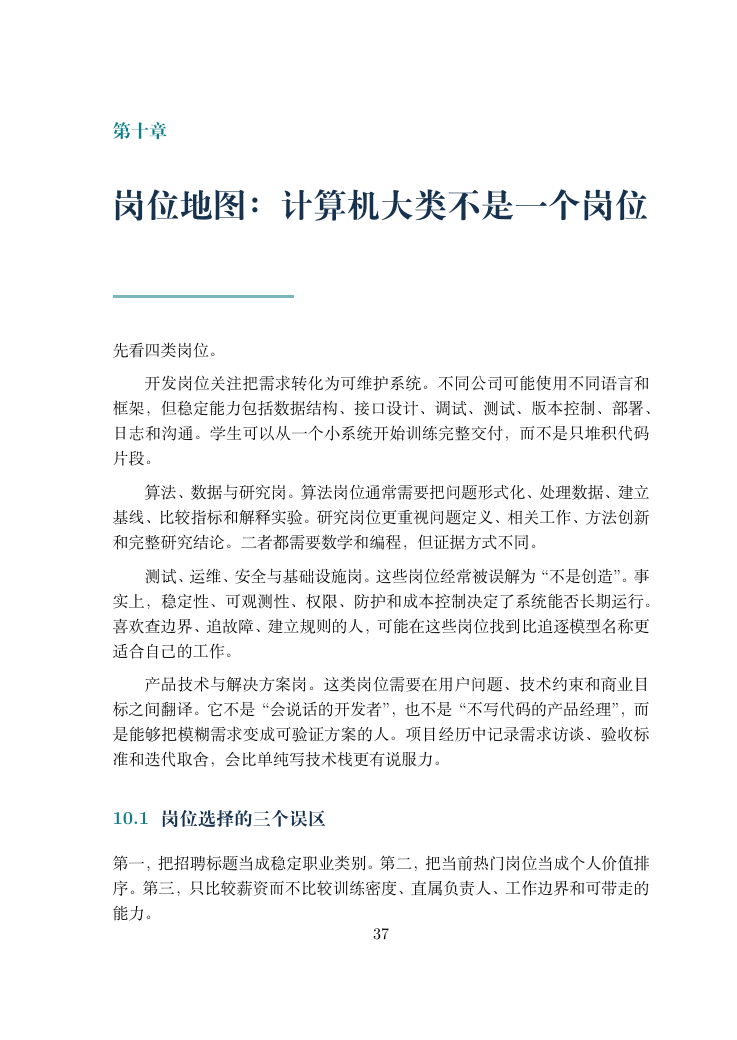 第十章
岗位地图：计算机大类不是一个岗位
先看四类岗位。
开发岗位关注把需求转化为可维护系统。不同公司可能使用不同语言和
框架，但稳定能力包括数据结构、接口设计、调试、测试、版本控制、部署、
日志和沟通。学生可以从一个小系统开始训练完整交付，而不是只堆积代码
片段。
算法、数据与研究岗。算法岗位通常需要把问题形式化、处理数据、建立
基线、比较指标和解释实验。研究岗位更重视问题定义、相关工作、方法创新
和完整研究结论。二者都需要数学和编程，但证据方式不同。
测试、运维、安全与基础设施岗。这些岗位经常被误解为“不是创造”。事
实上，稳定性、可观测性、权限、防护和成本控制决定了系统能否长期运行。
喜欢查边界、追故障、建立规则的人，可能在这些岗位找到比追逐模型名称更
适合自己的工作。
产品技术与解决方案岗。这类岗位需要在用户问题、技术约束和商业目
标之间翻译。它不是“会说话的开发者”，也不是“不写代码的产品经理”，而
是能够把模糊需求变成可验证方案的人。项目经历中记录需求访谈、验收标
准和迭代取舍，会比单纯写技术栈更有说服力。
10.1 岗位选择的三个误区
第一，把招聘标题当成稳定职业类别。第二，把当前热门岗位当成个人价值排
序。第三，只比较薪资而不比较训练密度、直属负责人、工作边界和可带走的
能力。
37